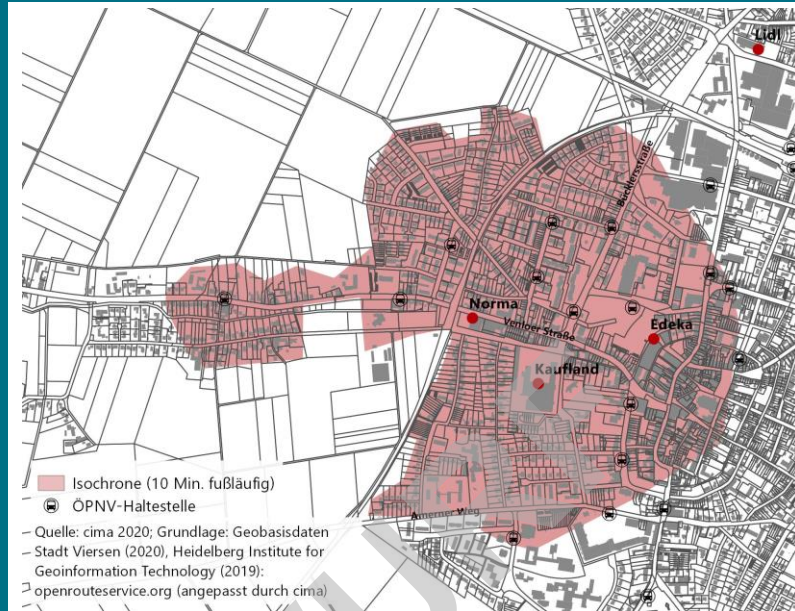 Lidl
Bücklersstraße
Norma
Venloer Straße
Edeka
Kaufland
Isochrone (10 Min. fußläufig)
ÖPNV-Haltestelle
Amerner Weg
Quelle: cima 2020; Grundlage: Geobasisdaten
Stadt Viersen (2020), Heidelberg Institute for
Geoinformation Technology (2019):
openrouteservice.org (angepasst durch cima)